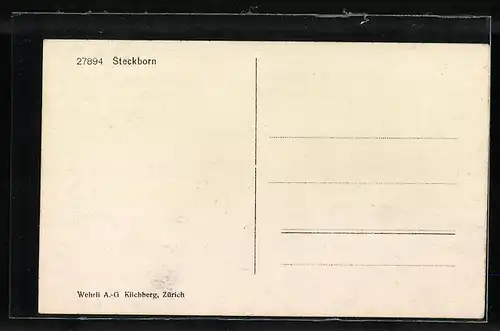 27894 Steckborn
Wehrli A.-G Kilchberg, Zürich